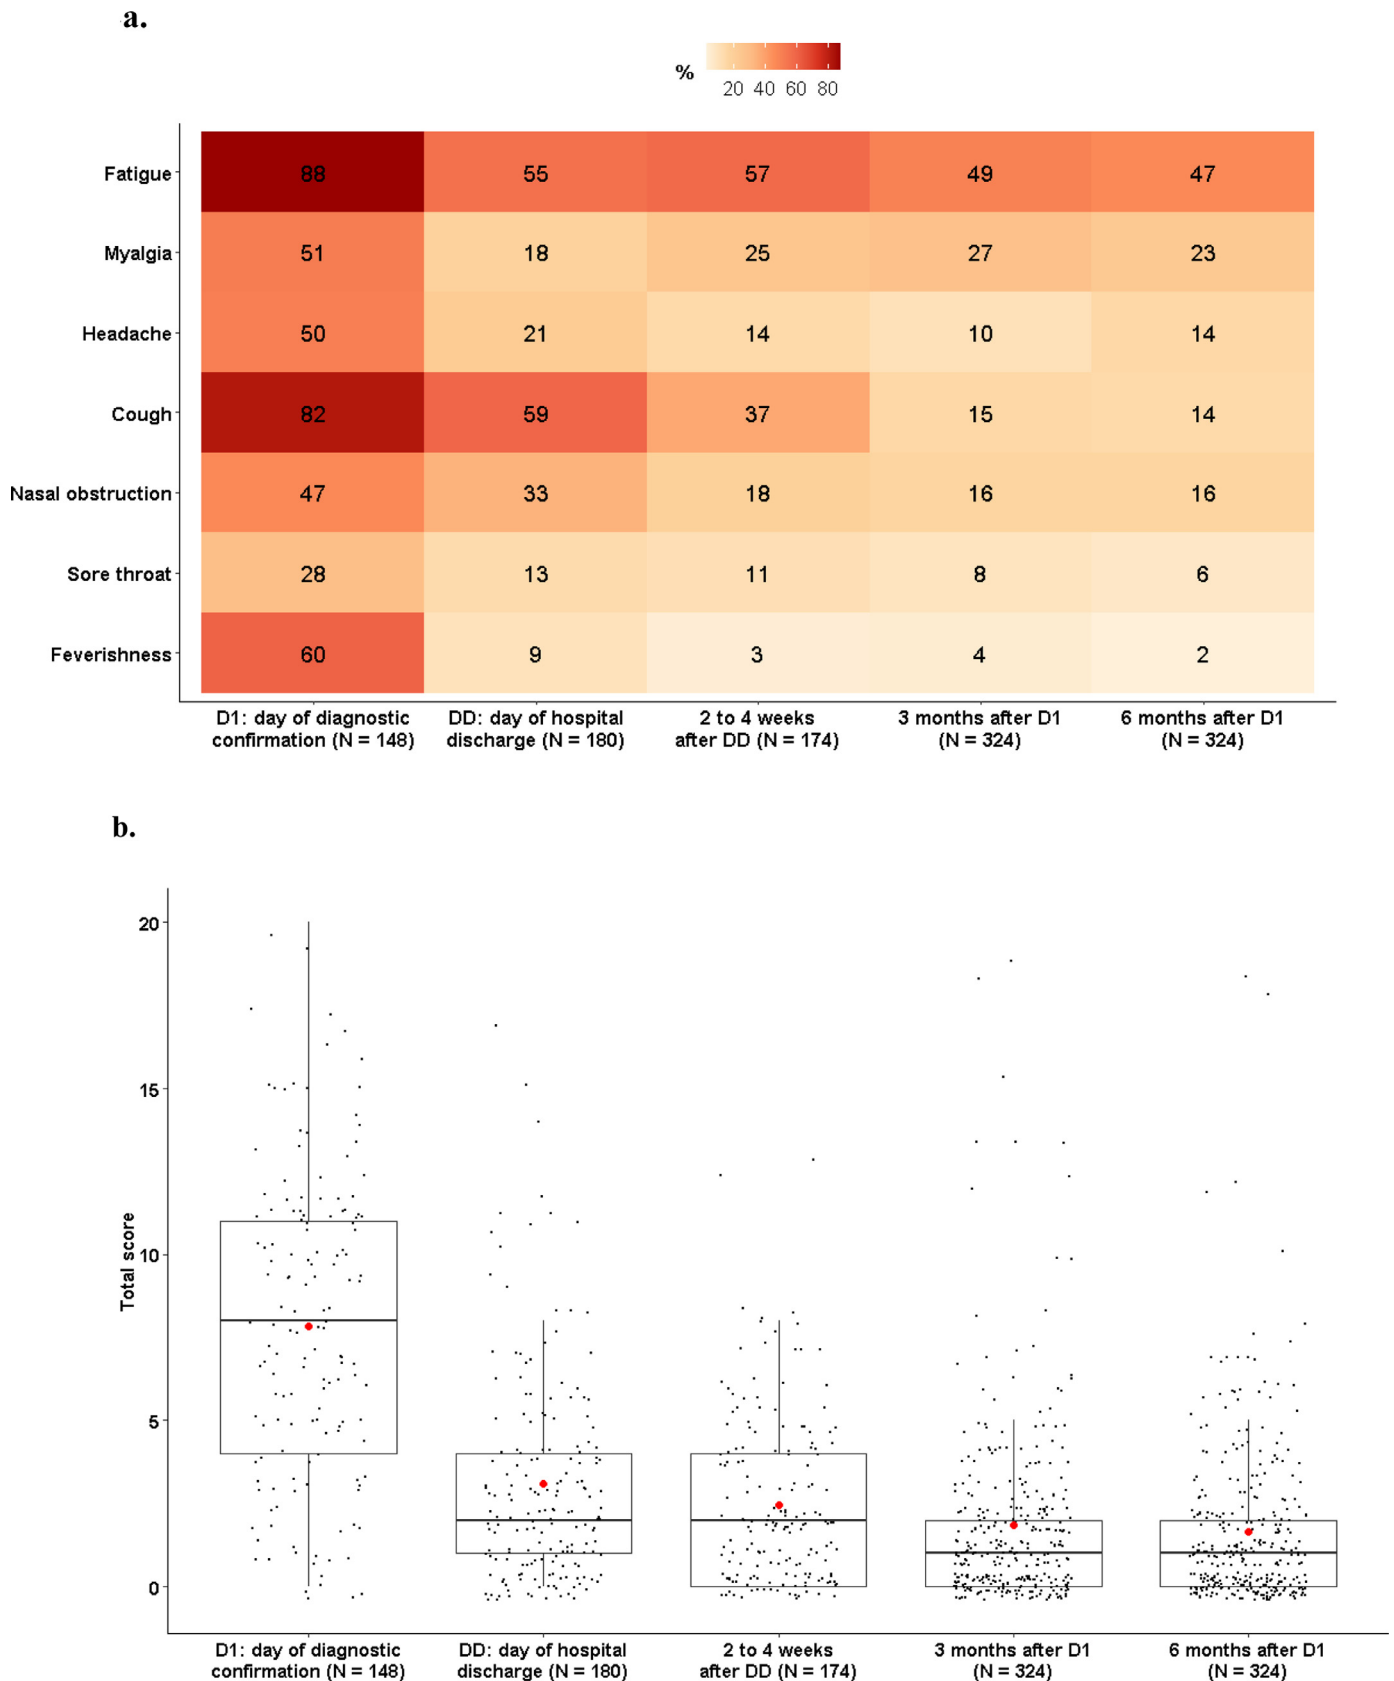 a.
%
20 40 60 80
Fatigue 88 55 57 49 47
Myalgia 51 18 25 27 23
Headache 50 21 14 10 14
Cough 82 59 37 15 14
Nasal obstruction 47 33 18 16 16
Sore throat 28 13 11 8 6
Feverishness 60 9 3 4 2
D1: day of diagnostic DD: day of hospital 2 to 4 weeks 3 months after D1 6 months after D1
confirmation (N = 148) discharge (N = 180) after DD (N = 174) (N = 324) (N = 324)
b.
20
15
10
5
0
Total score
D1: day of diagnostic DD: day of hospital 2 to 4 weeks 3 months after D1 6 months after D1
confirmation (N = 148) discharge (N = 180) after DD (N = 174) (N = 324) (N = 324)